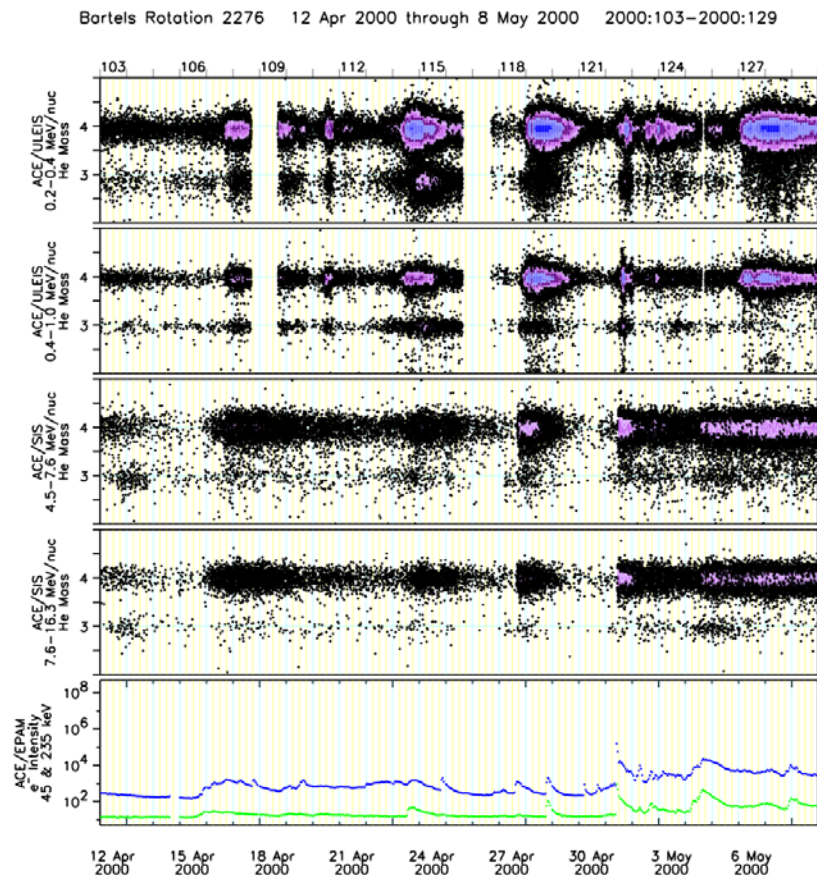 Bartels Rotation 2276 12 Apr 2000 through 8 May 2000 2000:103-2000:129
103 106 109 112 115 118 121 124 127
ACE/ULEIS
0.2-0.4 MeV/nuc
He Mass
4
3
ACE/ULEIS
0.4-1.0 MeV/nuc
He Mass
4
3
ACE/SIS
4.5-7.6 MeV/nuc
He Mass
4
3
ACE/SIS
7.6-16.3 MeV/nuc
He Mass
4
3
ACE/EPAM
e⁻ Intensity
45 & 235 keV
10⁸
10⁶
10⁴
10²
12 Apr 15 Apr 18 Apr 21 Apr 24 Apr 27 Apr 30 Apr 3 May 6 May
2000 2000 2000 2000 2000 2000 2000 2000 2000